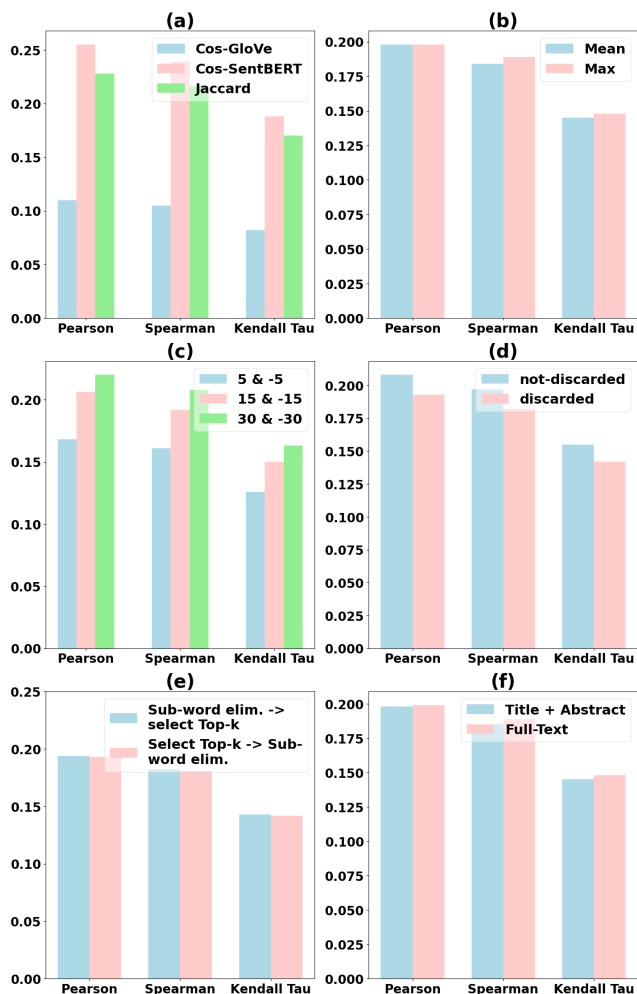 (a)
0.25
0.20
0.15
0.10
0.05
0.00
Cos-GloVe
Cos-SentBERT
Jaccard
Pearson Spearman Kendall Tau
(b)
0.200
0.175
0.150
0.125
0.100
0.075
0.050
0.025
0.000
Mean
Max
Pearson Spearman Kendall Tau
(c)
0.20
0.15
0.10
0.05
0.00
5 & -5
15 & -15
30 & -30
Pearson Spearman Kendall Tau
(d)
0.200
0.175
0.150
0.125
0.100
0.075
0.050
0.025
0.000
not-discarded
discarded
Pearson Spearman Kendall Tau
(e)
0.25
0.20
0.15
0.10
0.05
0.00
Sub-word elim. ->
select Top-k
Select Top-k -> Sub-
word elim.
Pearson Spearman Kendall Tau
(f)
0.200
0.175
0.150
0.125
0.100
0.075
0.050
0.025
0.000
Title + Abstract
Full-Text
Pearson Spearman Kendall Tau